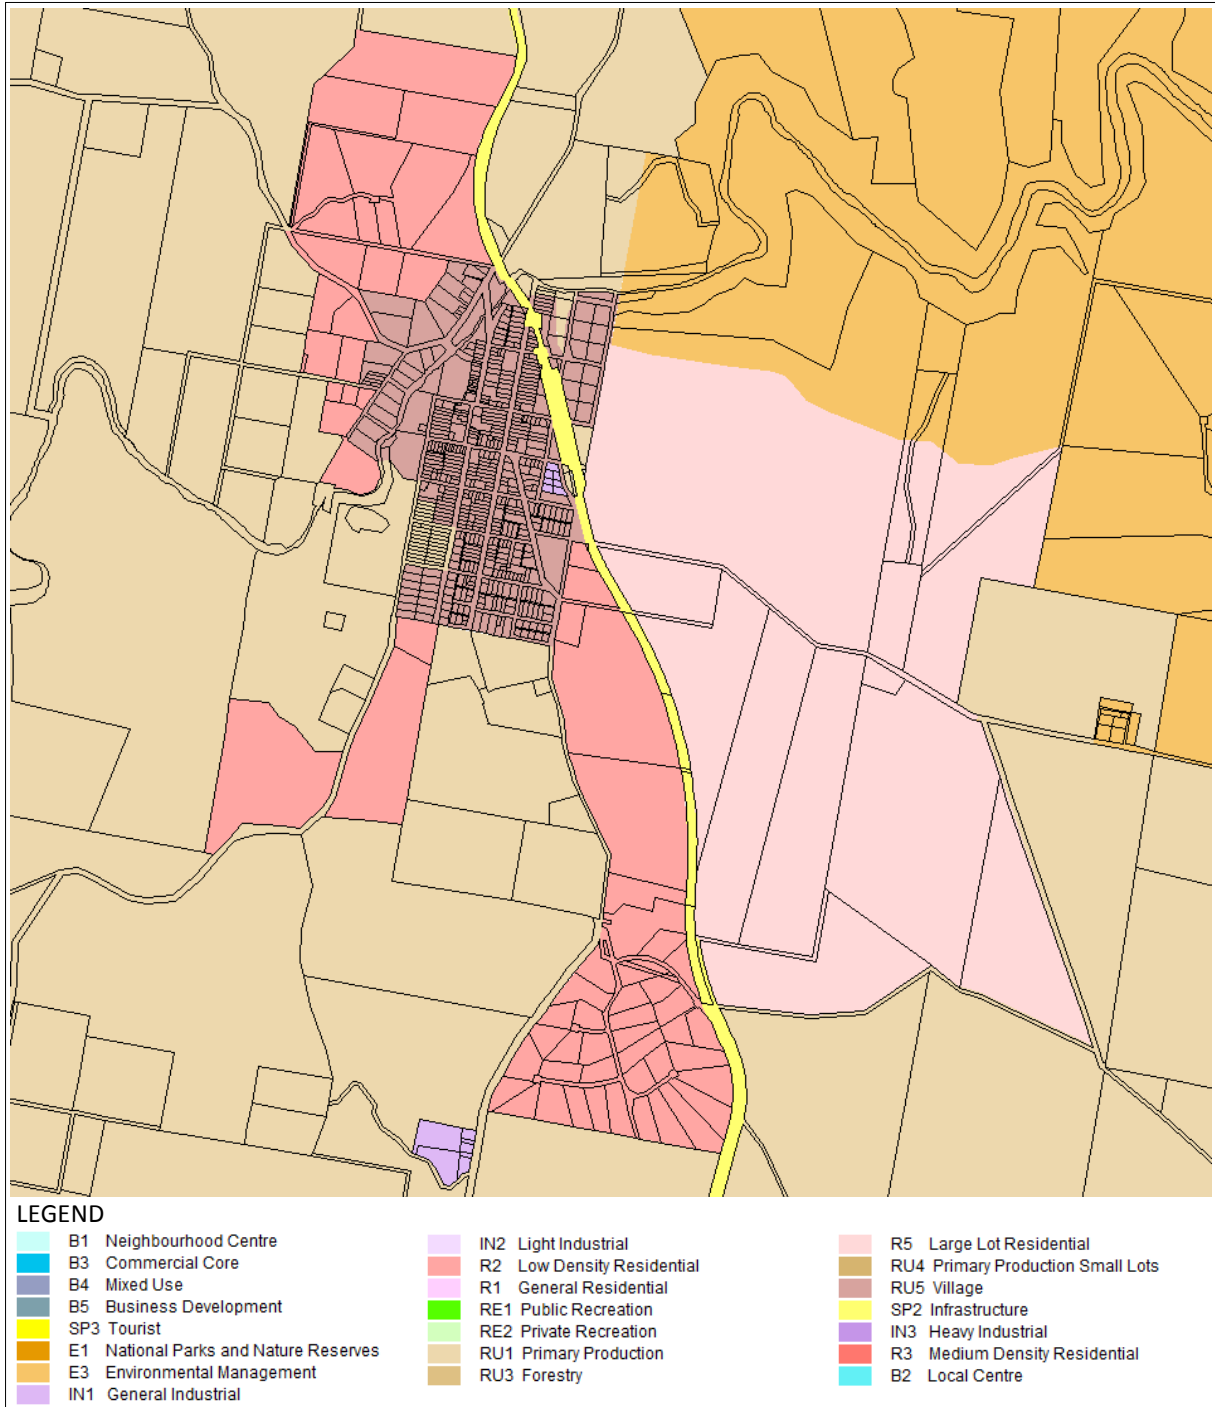 LEGEND
B1 Neighbourhood Centre
B3 Commercial Core
B4 Mixed Use
B5 Business Development
SP3 Tourist
E1 National Parks and Nature Reserves
E3 Environmental Management
IN1 General Industrial
IN2 Light Industrial
R2 Low Density Residential
R1 General Residential
RE1 Public Recreation
RE2 Private Recreation
RU1 Primary Production
RU3 Forestry
R5 Large Lot Residential
RU4 Primary Production Small Lots
RU5 Village
SP2 Infrastructure
IN3 Heavy Industrial
R3 Medium Density Residential
B2 Local Centre